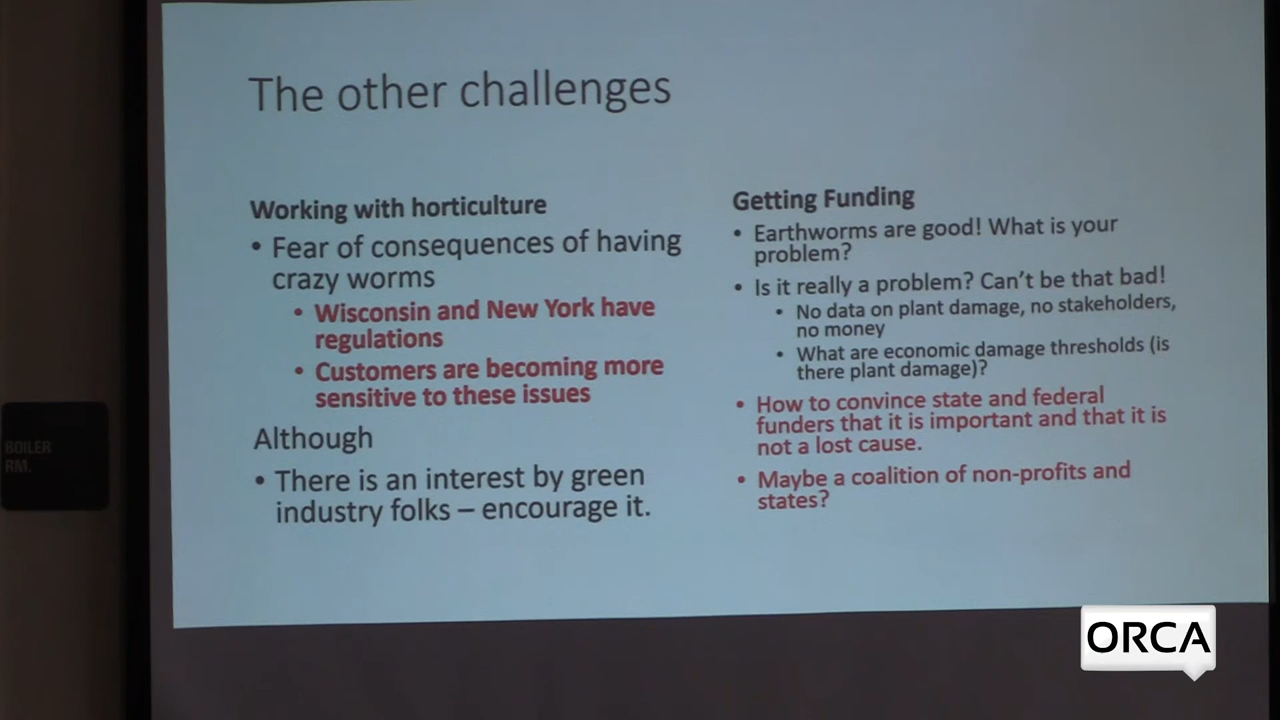 The other challenges
Working with horticulture
• Fear of consequences of having
crazy worms
• Wisconsin and New York have
regulations
• Customers are becoming more
sensitive to these issues
Although
• There is an interest by green
industry folks – encourage it.
Getting Funding
• Earthworms are good! What is your
problem?
• Is it really a problem? Can't be that bad!
• No data on plant damage, no stakeholders,
no money
• What are economic damage thresholds (is
there plant damage)?
• How to convince state and federal
funders that it is important and that it is
not a lost cause.
• Maybe a coalition of non-profits and
states?
BOILER
RM.
ORCA